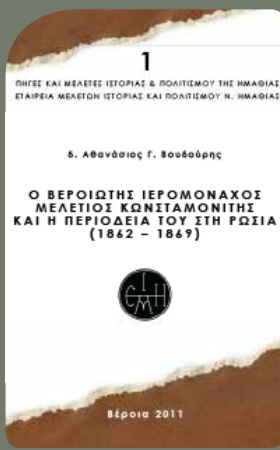 1
ΠΗΓΕΣ ΚΑΙ ΜΕΛΕΤΕΣ ΙΣΤΟΡΙΑΣ & ΠΟΛΙΤΙΣΜΟΥ ΤΗΣ ΗΜΑΘΙΑΣ
ΕΤΑΙΡΕΙΑ ΜΕΛΕΤΩΝ ΙΣΤΟΡΙΑΣ ΚΑΙ ΠΟΛΙΤΙΣΜΟΥ Ν. ΗΜΑΘΙΑΣ
δ. Αθανάσιος Γ. Βουδούρης
Ο ΒΕΡΟΙΩΤΗΣ ΙΕΡΟΜΟΝΑΧΟΣ
ΜΕΛΕΤΙΟΣ ΚΩΝΣΤΑΜΟΝΙΤΗΣ
ΚΑΙ Η ΠΕΡΙΟΔΕΙΑ ΤΟΥ ΣΤΗ ΡΩΣΙΑ
(1862 – 1869)
Βέροια 2011